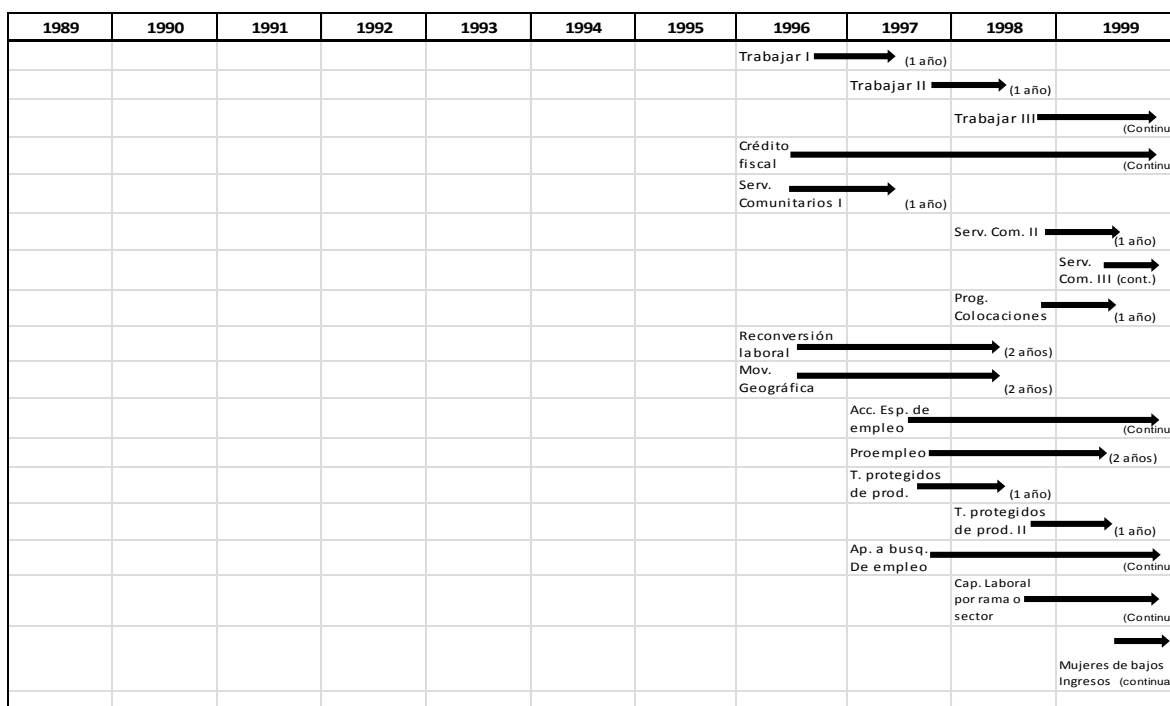 1989 1990 1991 1992 1993 1994 1995 1996 1997 1998 1999
Trabajar I (1 año)
Trabajar II (1 año)
Trabajar III
(Continu
Crédito
fiscal
(Continu
Serv.
Comunitarios I (1 año)
Serv. Com. II
(1 año)
Serv.
Com. III (cont.)
Prog.
Colocaciones (1 año)
Reconversión
laboral (2 años)
Mov.
Geográfica (2 años)
Acc. Esp. de
empleo (Continu
Proempleo (2 años)
T. protegidos
de prod. (1 año)
T. protegidos
de prod. II (1 año)
Ap. a busq.
De empleo (Continu
Cap. Laboral
por rama o
sector (Continu
Mujeres de bajos
Ingresos (continua